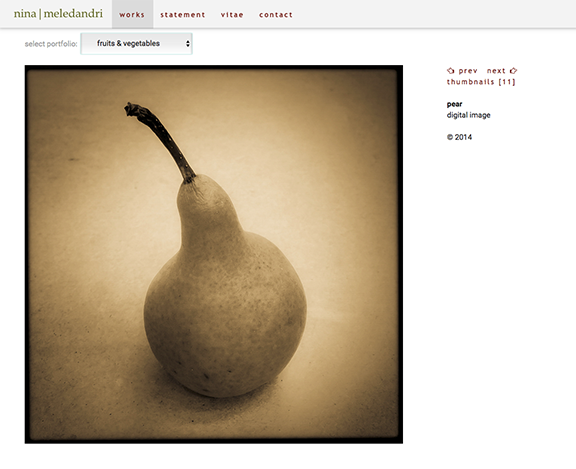 nina | meledandri works statement vitae contact
select portfolio: fruits & vegetables
prev next
thumbnails [11]
pear
digital image
© 2014